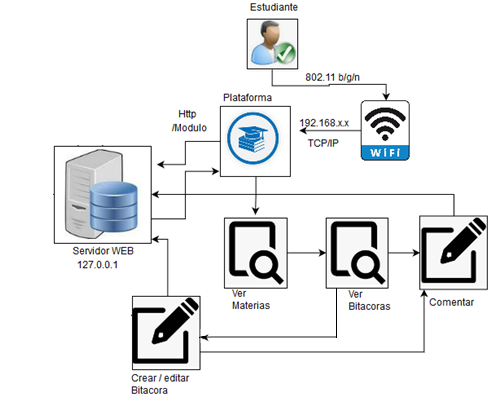 Estudiante
802.11 b/g/n
Plataforma
Http
/Modulo
192.168.x.x
TCP/IP
WiFi
Servidor WEB
127.0.0.1
Ver
Materias
Ver
Bitacoras
Comentar
Crear / editar
Bitacora